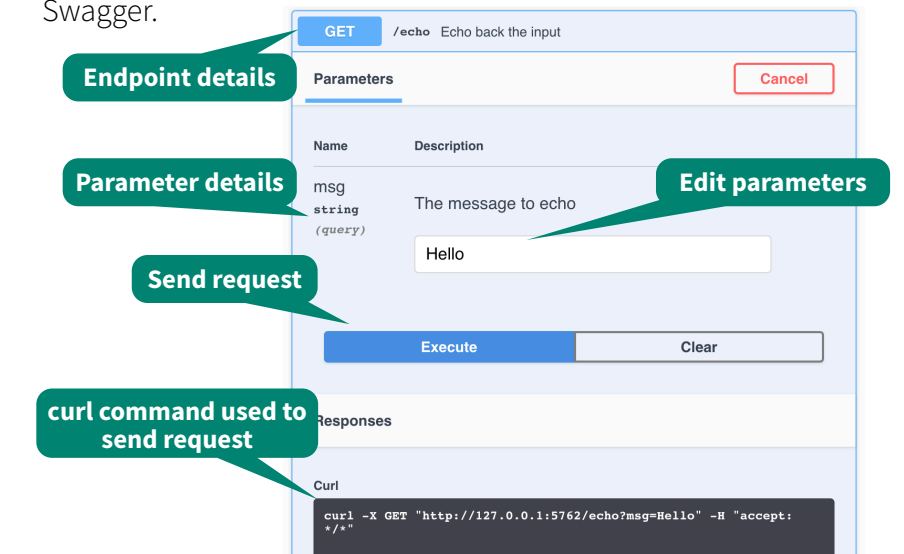 Swagger.
GET /echo Echo back the input
Endpoint details
Parameters
Cancel
Name Description
Parameter details
msg
string
(query)
The message to echo
Edit parameters
Hello
Send request
Execute Clear
curl command used to
send request
Responses
Curl
curl -X GET "http://127.0.0.1:5762/echo?msg=Hello" -H "accept:
*/*"